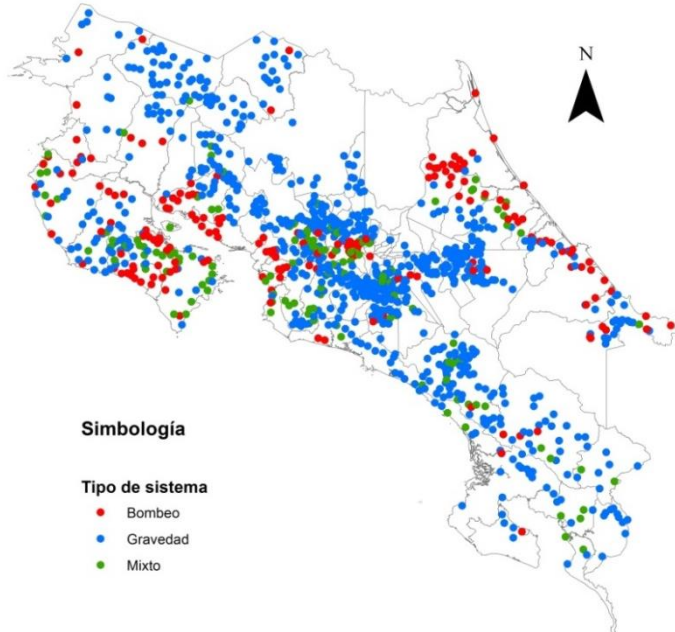 N
Simbología
Tipo de sistema
Bombeo
Gravedad
Mixto